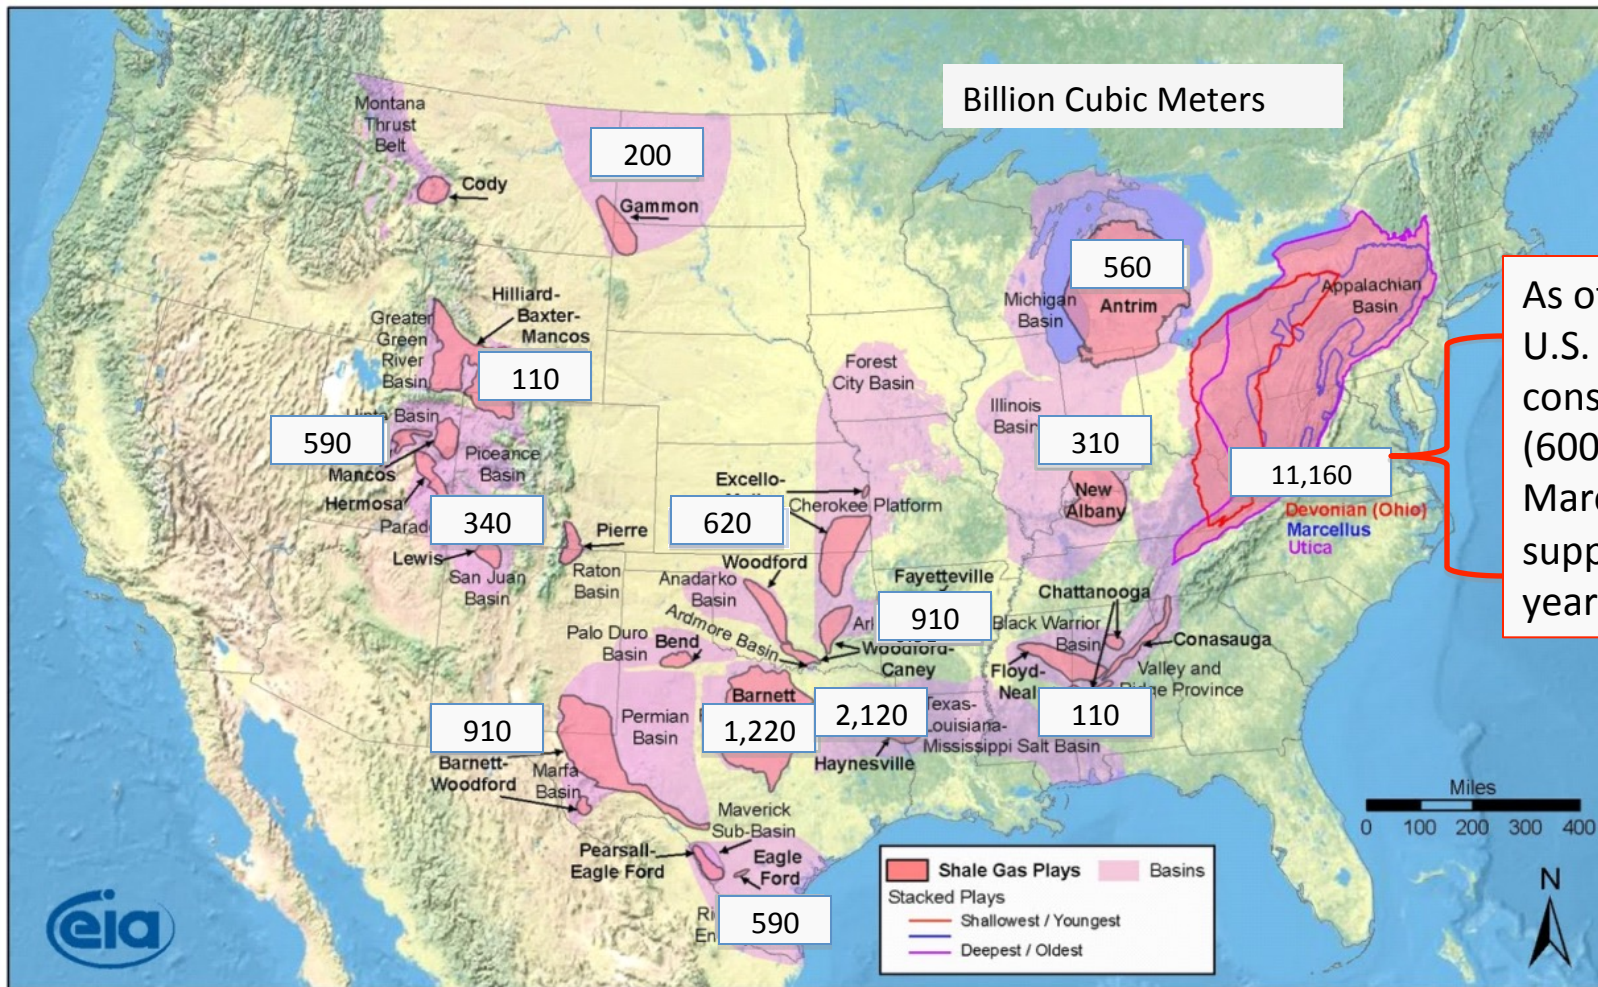 Billion Cubic Meters
Montana
Thrust
Belt
Cody
200
Gammon
560
Michigan
Basin
Antrim
Appalachian
Basin
As of
U.S.
cons
(600
Marc
supp
year
Hilliard-
Baxter-
Mancos
Greater
Green
River
Basin
110
Forest
City Basin
Illinois
Basin
310
New
Albany
11,160
Devonian (Ohio)
Marcellus
Utica
Basin
590
Mancos
Piceance
Basin
Hermosa
340
Lewis
San Juan
Basin
Pierre
Raton
Basin
Excello-
Cherokee Platform
620
Woodford
Anadarko
Basin
Fayetteville
910
Ardmore Basin
Woodford-
Caney
Palo Duro
Basin
Bend
Chattanooga
Black Warrior
Basin
Conasauga
Floyd-
Neal
Valley and
Ridge Province
110
910
Barnett-
Woodford
Permian
Basin
Marfa
Basin
Barnett
1,220
2,120
Texas-
Louisiana-
Mississippi Salt Basin
Haynesville
Maverick
Sub-Basin
Pearsall-
Eagle Ford
Eagle
Ford
590
Miles
0 100 200 300 400
N
Shale Gas Plays Basins
Stacked Plays
Shallowest / Youngest
Deepest / Oldest
eia